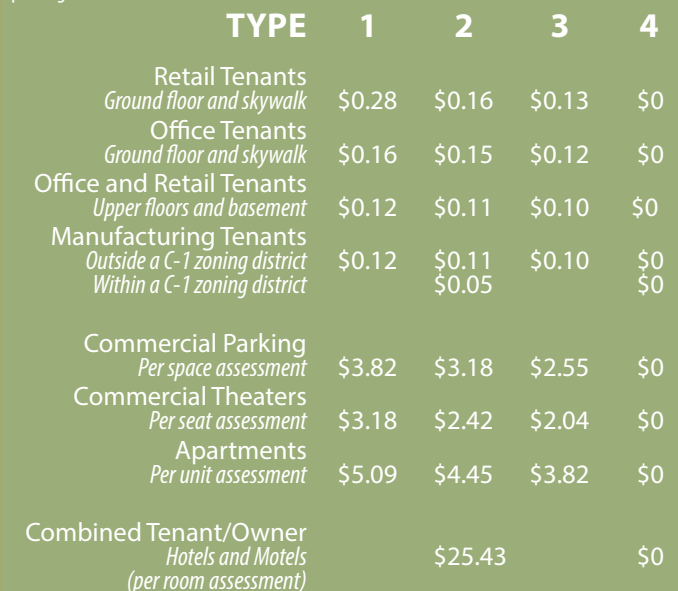 TYPE 1 2 3 4
Retail Tenants
Ground floor and skywalk $0.28 $0.16 $0.13 $0
Office Tenants
Ground floor and skywalk $0.16 $0.15 $0.12 $0
Office and Retail Tenants
Upper floors and basement $0.12 $0.11 $0.10 $0
Manufacturing Tenants
Outside a C-1 zoning district $0.12 $0.11 $0.10 $0
Within a C-1 zoning district $0.05 $0
Commercial Parking
Per space assessment $3.82 $3.18 $2.55 $0
Commercial Theaters
Per seat assessment $3.18 $2.42 $2.04 $0
Apartments
Per unit assessment $5.09 $4.45 $3.82 $0
Combined Tenant/Owner
Hotels and Motels $25.43 $0
(per room assessment)